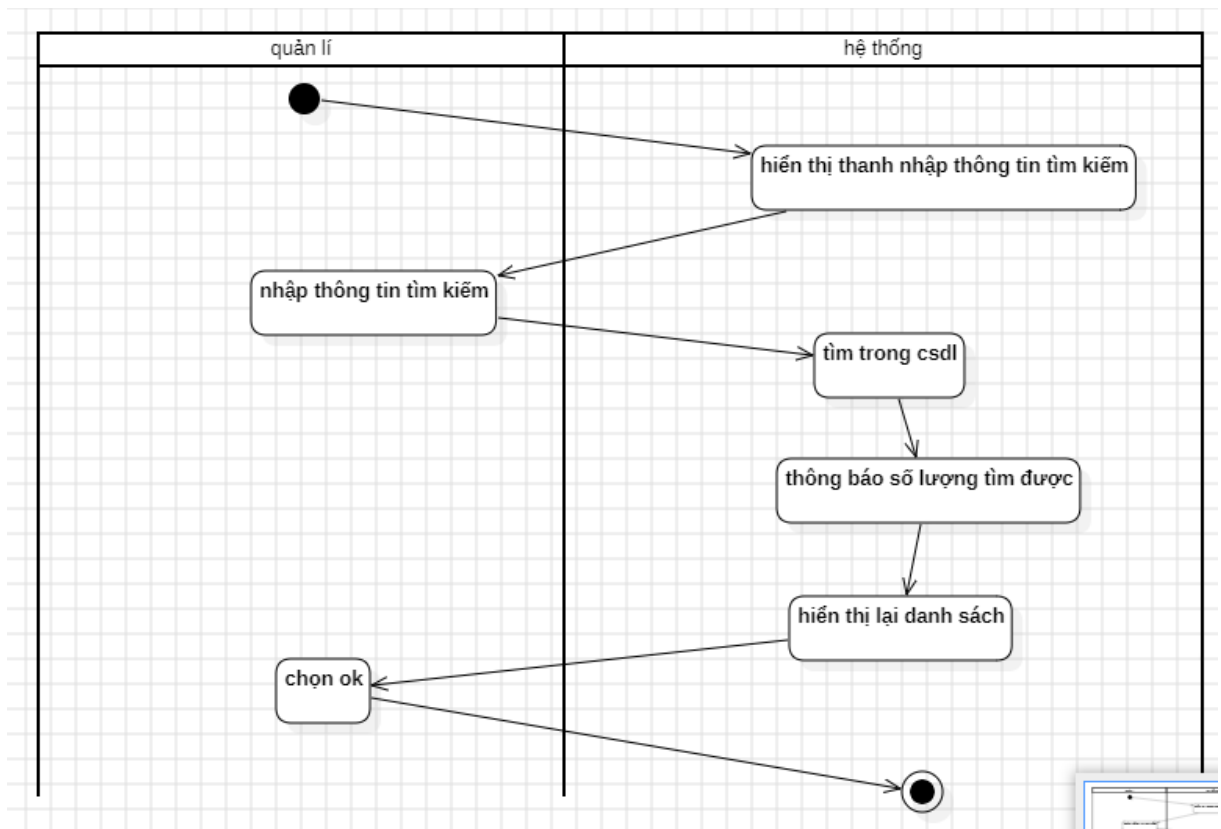 quản lí
hệ thống
hiển thị thanh nhập thông tin tìm kiếm
nhập thông tin tìm kiếm
tìm trong csdl
thông báo số lượng tìm được
hiển thị lại danh sách
chọn ok